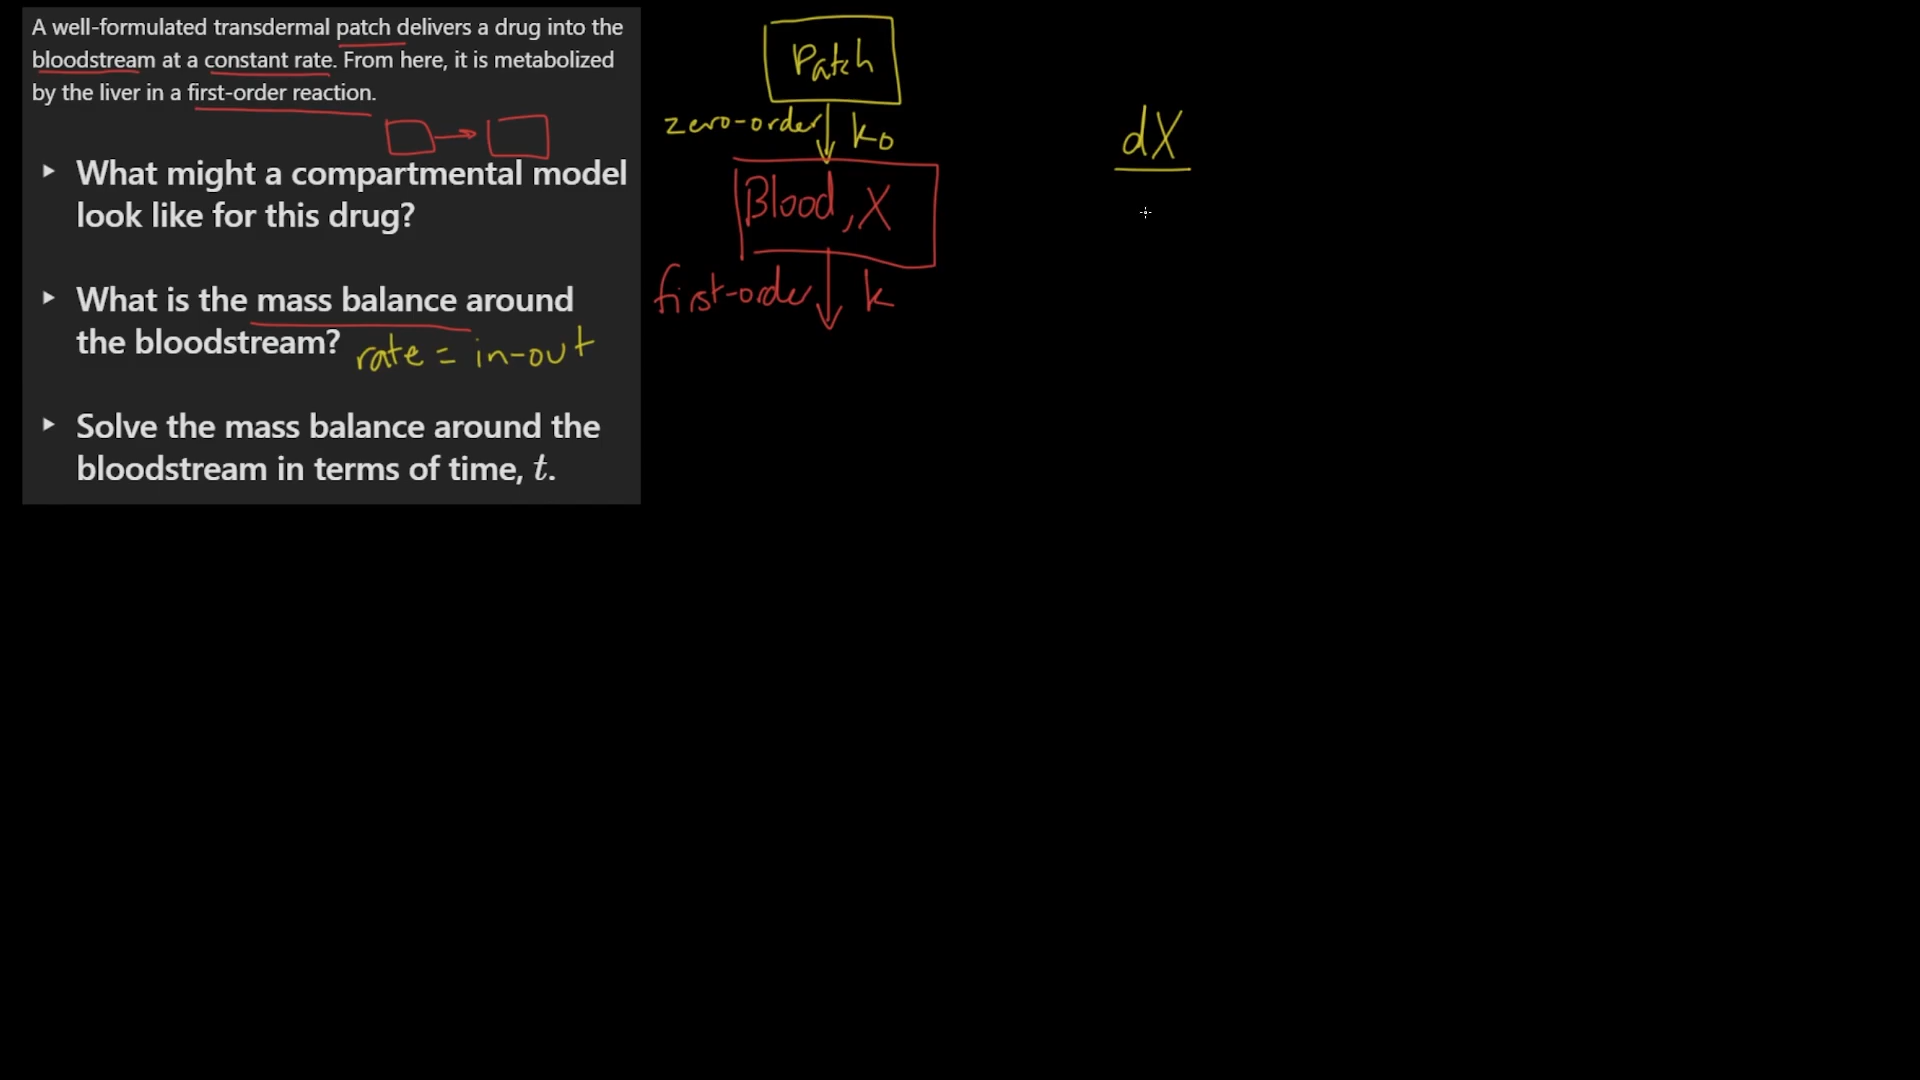 A well-formulated transdermal patch delivers a drug into the
bloodstream at a constant rate. From here, it is metabolized
by the liver in a first-order reaction.
▸ What might a compartmental model
look like for this drug?
▸ What is the mass balance around
the bloodstream?
rate = in-out
▸ Solve the mass balance around the
bloodstream in terms of time, t.
Patch
zero-order k₀
Blood, X
first-order k
dX